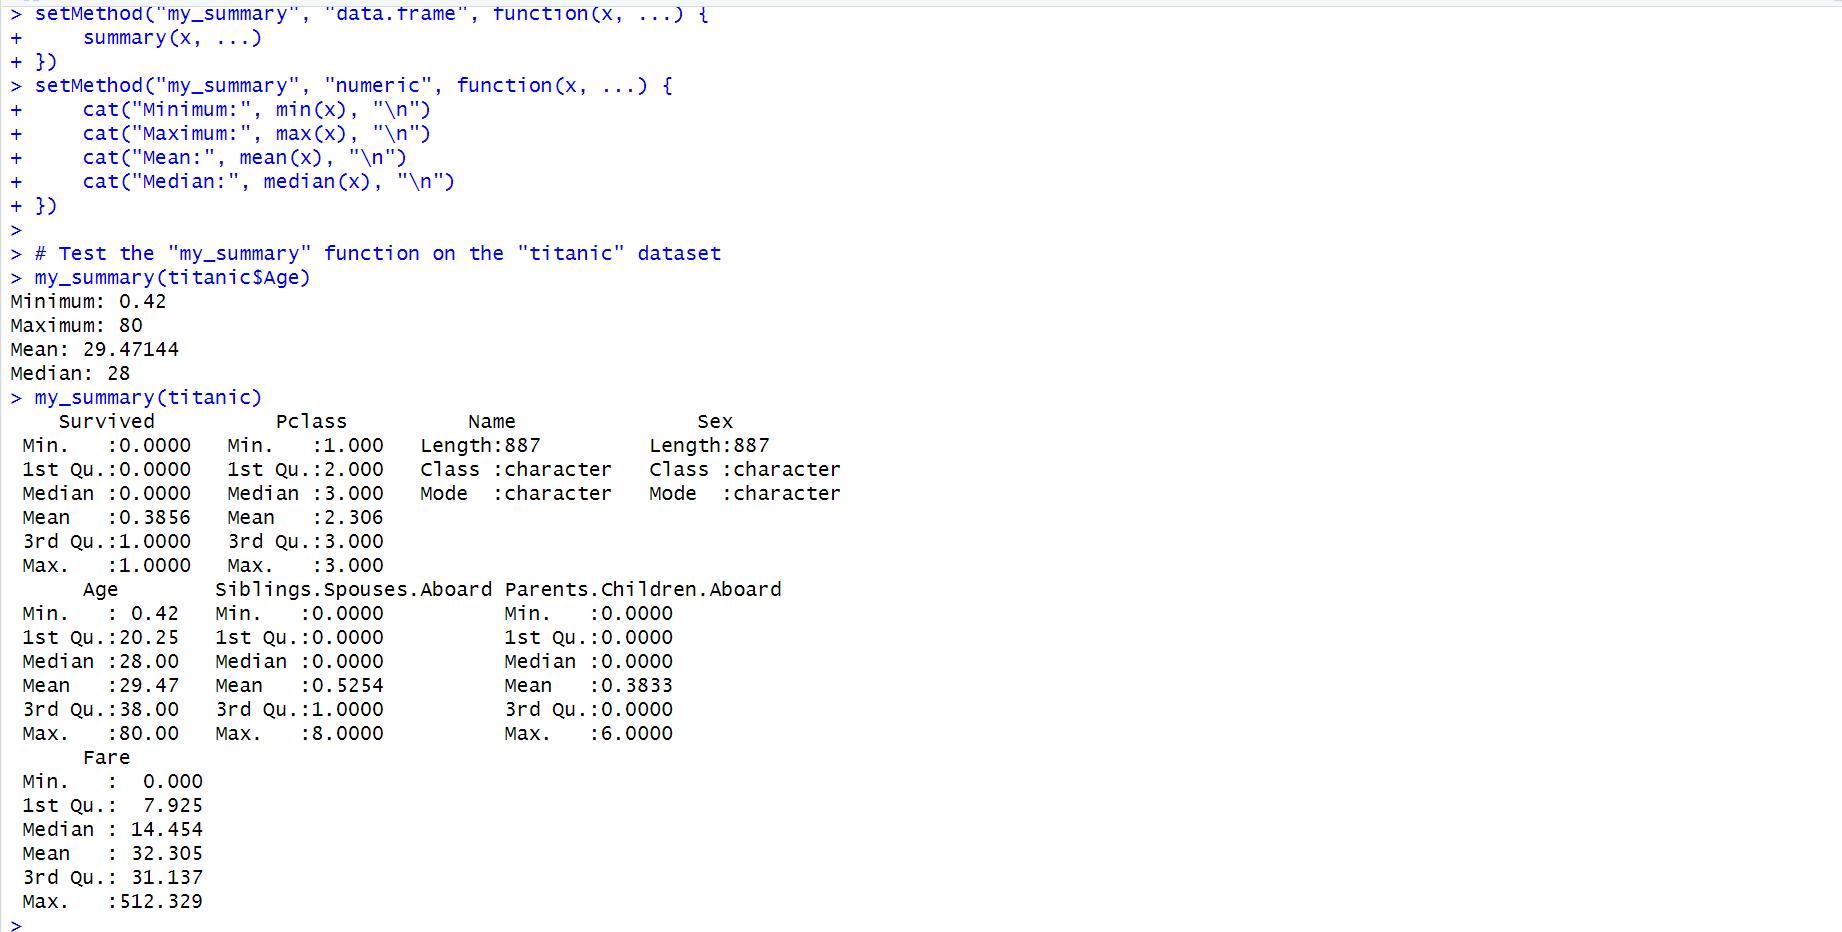 > setMethod("my_summary", "data.frame", function(x, ...) {
+     summary(x, ...)
+ })
> setMethod("my_summary", "numeric", function(x, ...) {
+     cat("Minimum:", min(x), "\n")
+     cat("Maximum:", max(x), "\n")
+     cat("Mean:", mean(x), "\n")
+     cat("Median:", median(x), "\n")
+ })
>
> # Test the "my_summary" function on the "titanic" dataset
> my_summary(titanic$Age)
Minimum: 0.42
Maximum: 80
Mean: 29.47144
Median: 28
> my_summary(titanic)
    Survived          Pclass          Name               Sex
 Min.   :0.0000   Min.   :1.000   Length:887         Length:887
 1st Qu.:0.0000   1st Qu.:2.000   Class :character   Class :character
 Median :0.0000   Median :3.000   Mode  :character   Mode  :character
 Mean   :0.3856   Mean   :2.306
 3rd Qu.:1.0000   3rd Qu.:3.000
 Max.   :1.0000   Max.   :3.000
      Age        Siblings.Spouses.Aboard Parents.Children.Aboard
 Min.   : 0.42   Min.   :0.0000          Min.   :0.0000
 1st Qu.:20.25   1st Qu.:0.0000          1st Qu.:0.0000
 Median :28.00   Median :0.0000          Median :0.0000
 Mean   :29.47   Mean   :0.5254          Mean   :0.3833
 3rd Qu.:38.00   3rd Qu.:1.0000          3rd Qu.:0.0000
 Max.   :80.00   Max.   :8.0000          Max.   :6.0000
      Fare
 Min.   :  0.000
 1st Qu.:  7.925
 Median : 14.454
 Mean   : 32.305
 3rd Qu.: 31.137
 Max.   :512.329
>